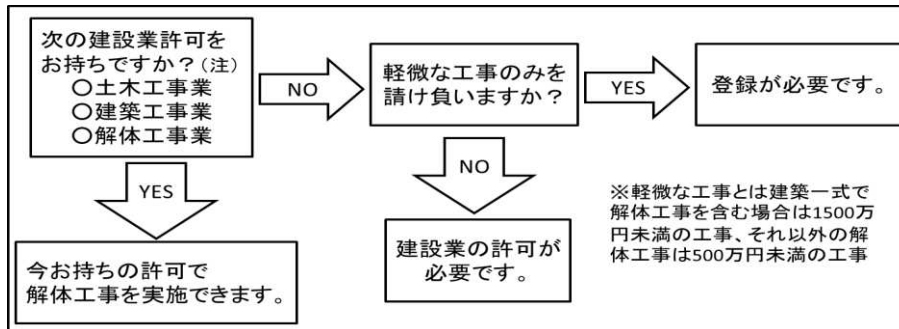 次の建設業許可を
お持ちですか？（注）
〇土木工事業
〇建築工事業
〇解体工事業
NO
軽微な工事のみを
請け負いますか？
YES
登録が必要です。
YES
NO
今お持ちの許可で
解体工事を実施できます。
建設業の許可が
必要です。
※軽微な工事とは建築一式で
解体工事を含む場合は1500万
円未満の工事、それ以外の解
体工事は500万円未満の工事